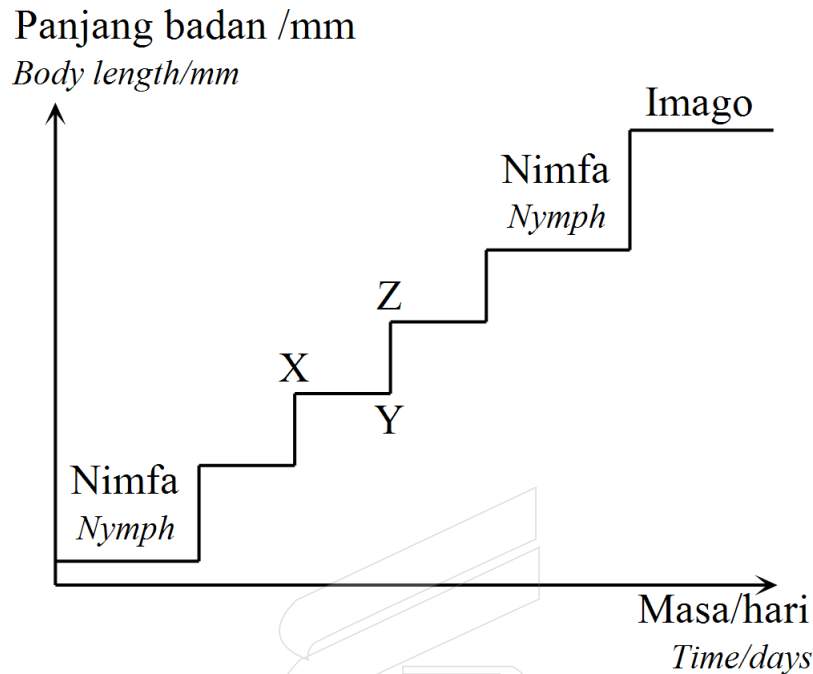 Panjang badan /mm
Body length/mm
Imago
Nimfa
Nymph
Z
X
Y
Nimfa
Nymph
Masa/hari
Time/days